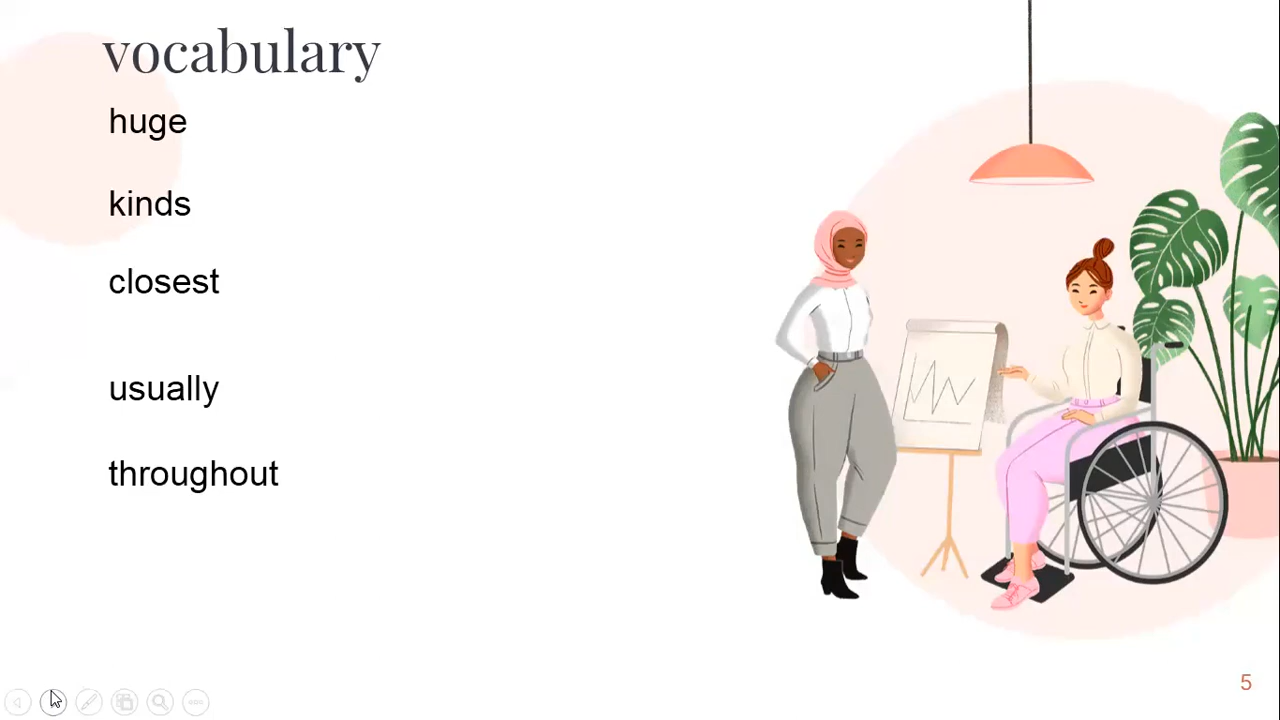 vocabulary
huge
kinds
closest
usually
throughout
5